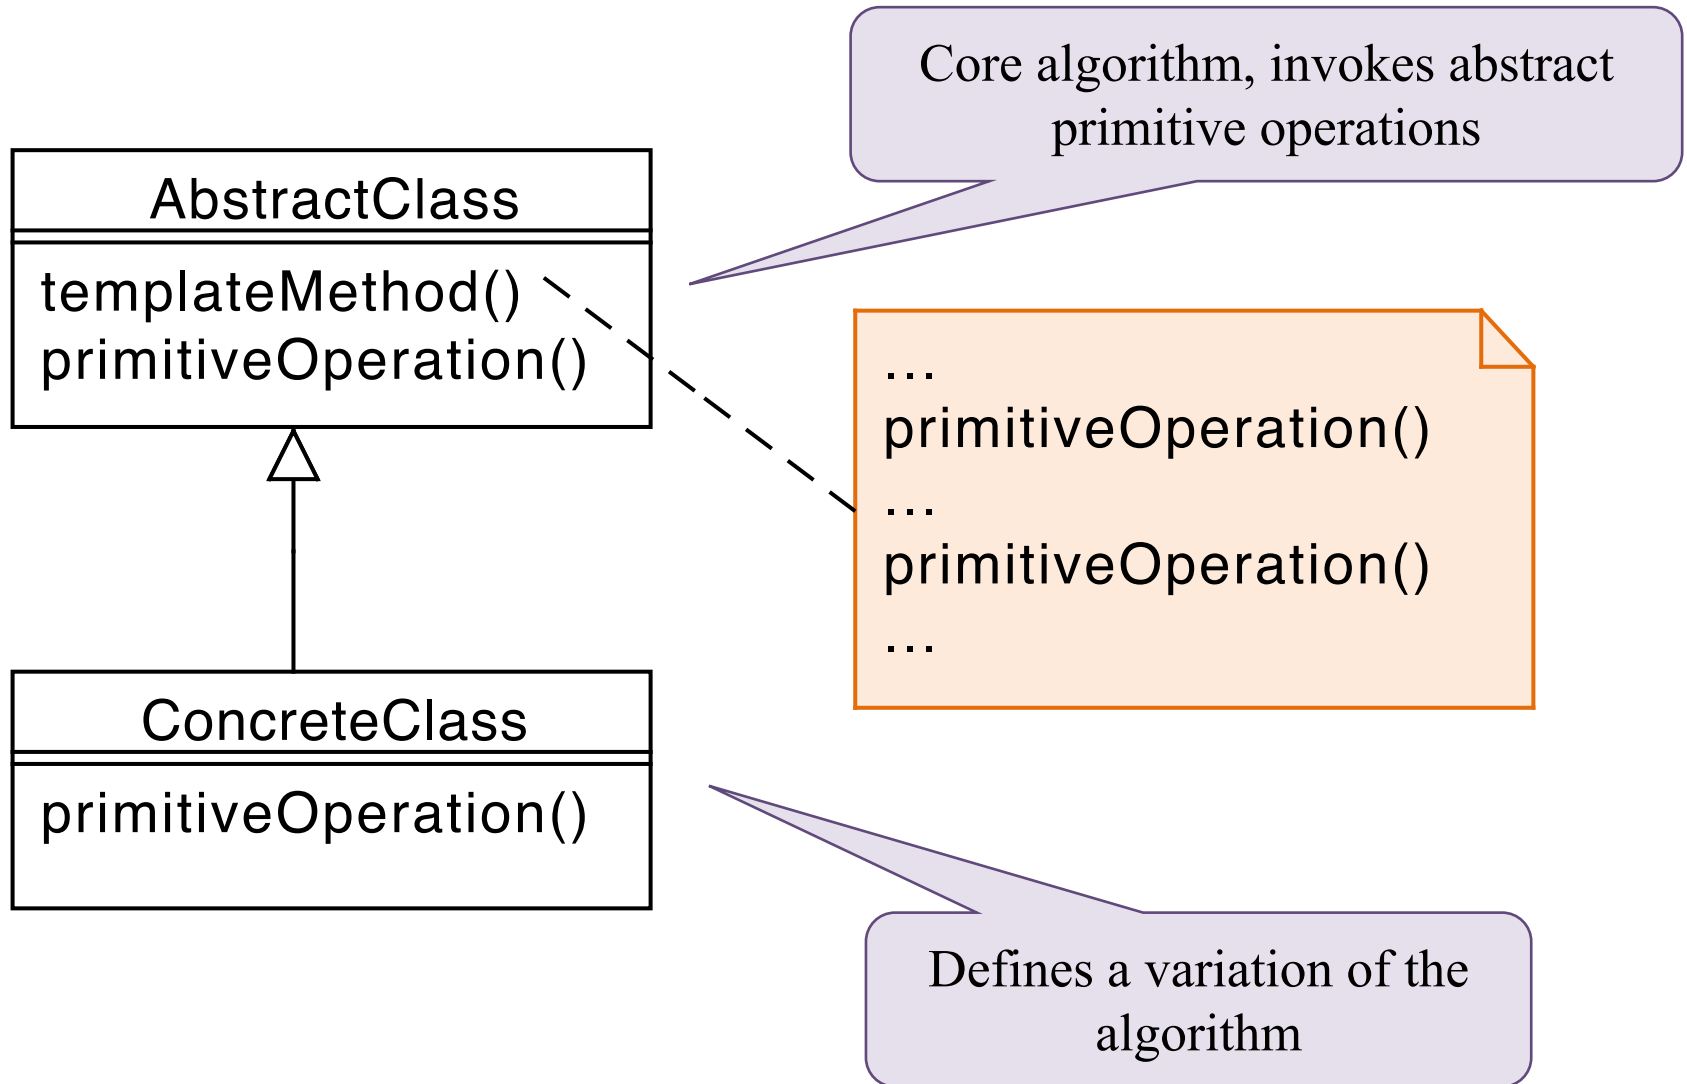 Core algorithm, invokes abstract
primitive operations
AbstractClass
templateMethod()
primitiveOperation()
...
primitiveOperation()
...
primitiveOperation()
...
ConcreteClass
primitiveOperation()
Defines a variation of the
algorithm